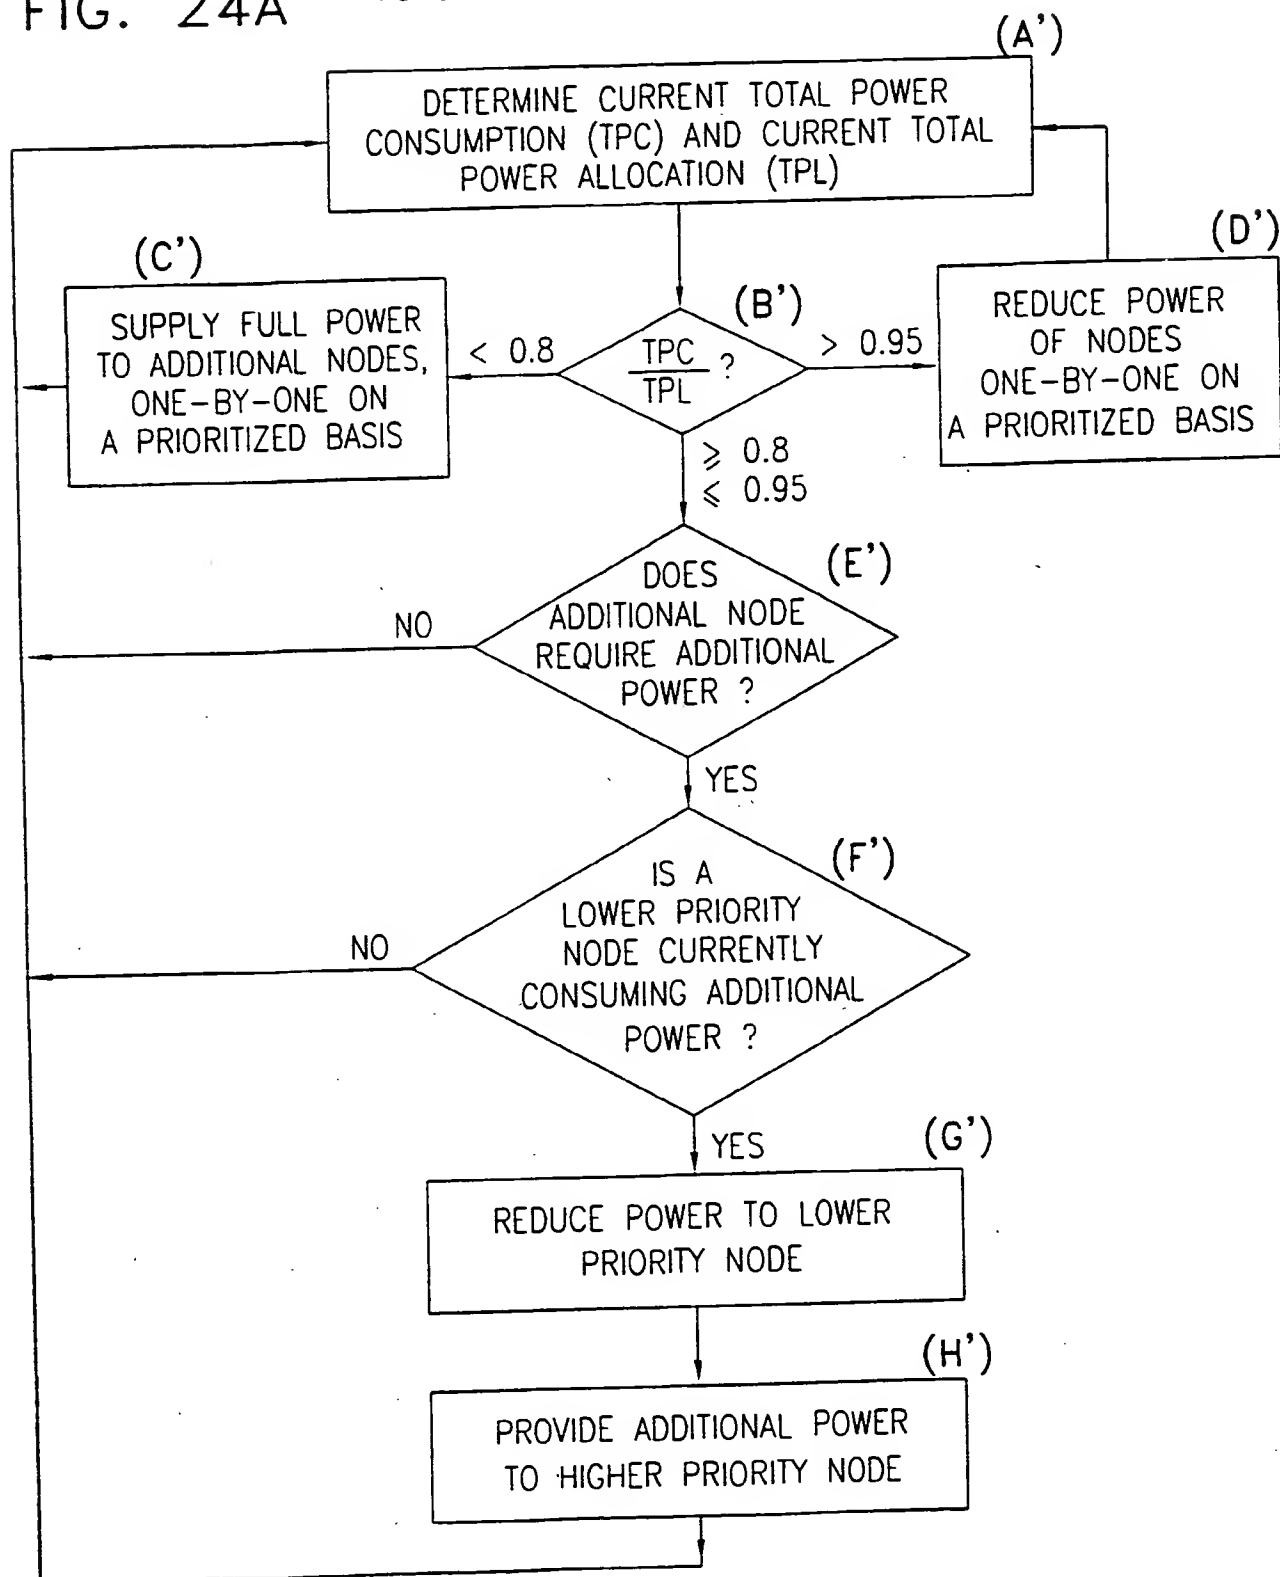 FIG. 24A
(A')
DETERMINE CURRENT TOTAL POWER
CONSUMPTION (TPC) AND CURRENT TOTAL
POWER ALLOCATION (TPL)
(C')
SUPPLY FULL POWER
TO ADDITIONAL NODES,
ONE-BY-ONE ON
A PRIORITIZED BASIS
< 0.8
(B')
TPC
TPL
?
> 0.95
(D')
REDUCE POWER
OF NODES
ONE-BY-ONE ON
A PRIORITIZED BASIS
⩾ 0.8
⩽ 0.95
(E')
DOES
ADDITIONAL NODE
REQUIRE ADDITIONAL
POWER ?
NO
YES
(F')
IS A
LOWER PRIORITY
NODE CURRENTLY
CONSUMING ADDITIONAL
POWER ?
NO
YES
(G')
REDUCE POWER TO LOWER
PRIORITY NODE
(H')
PROVIDE ADDITIONAL POWER
TO HIGHER PRIORITY NODE